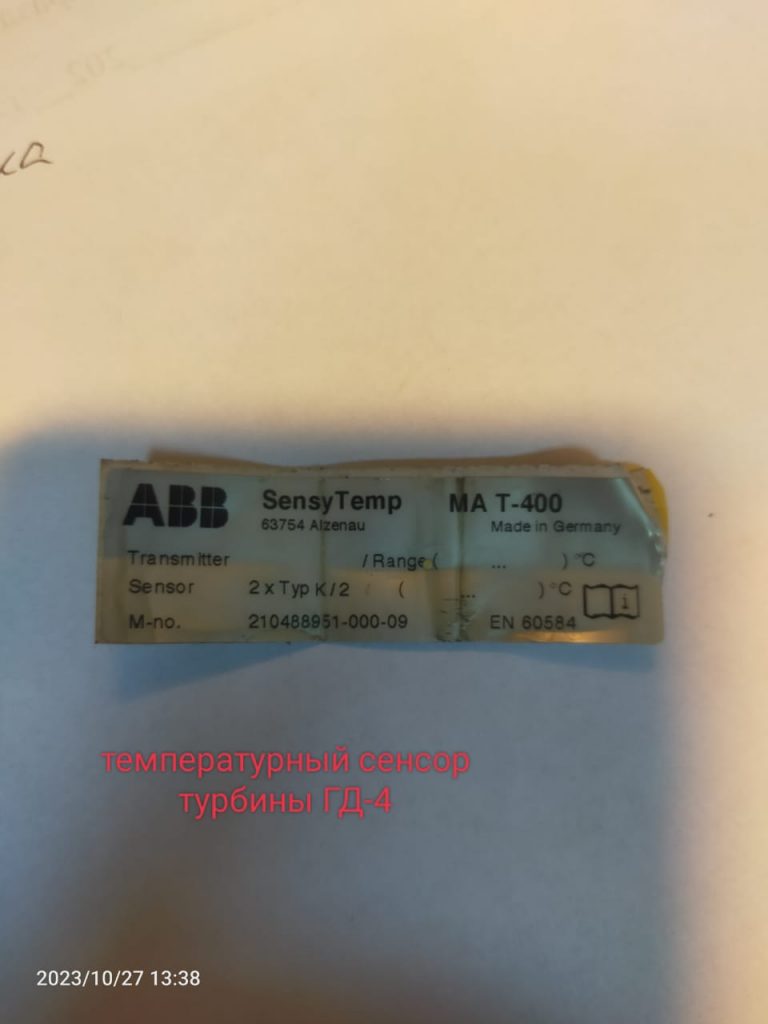 ка
ABB SensyTemp MA T-400
63754 Alzenau Made in Germany
Transmitter / Range ( ... ) °C
Sensor 2 x Typ K / 2 ( ... ) °C
M-no. 210488951-000-09 EN 60584
температурный сенсор
турбины ГД-4
2023/10/27 13:38